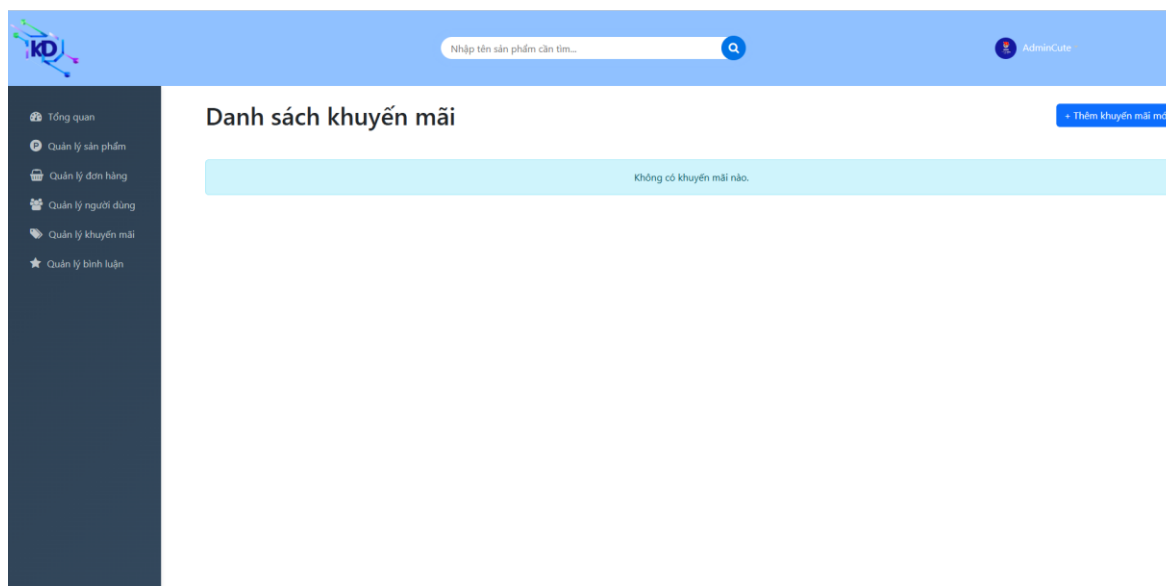 KD
Nhập tên sản phẩm cần tìm...
AdminCute
Tổng quan
Quản lý sản phẩm
Quản lý đơn hàng
Quản lý người dùng
Quản lý khuyến mãi
Quản lý bình luận
Danh sách khuyến mãi
+ Thêm khuyến mãi mớ
Không có khuyến mãi nào.